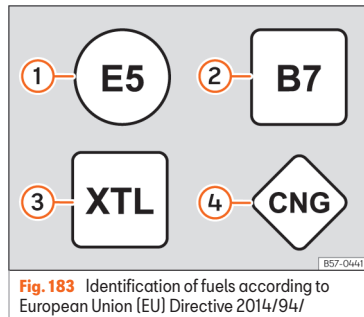 1 E5 2 B7
3 XTL 4 CNG
B57-0441
Fig. 183 Identification of fuels according to
European Union (EU) Directive 2014/94/